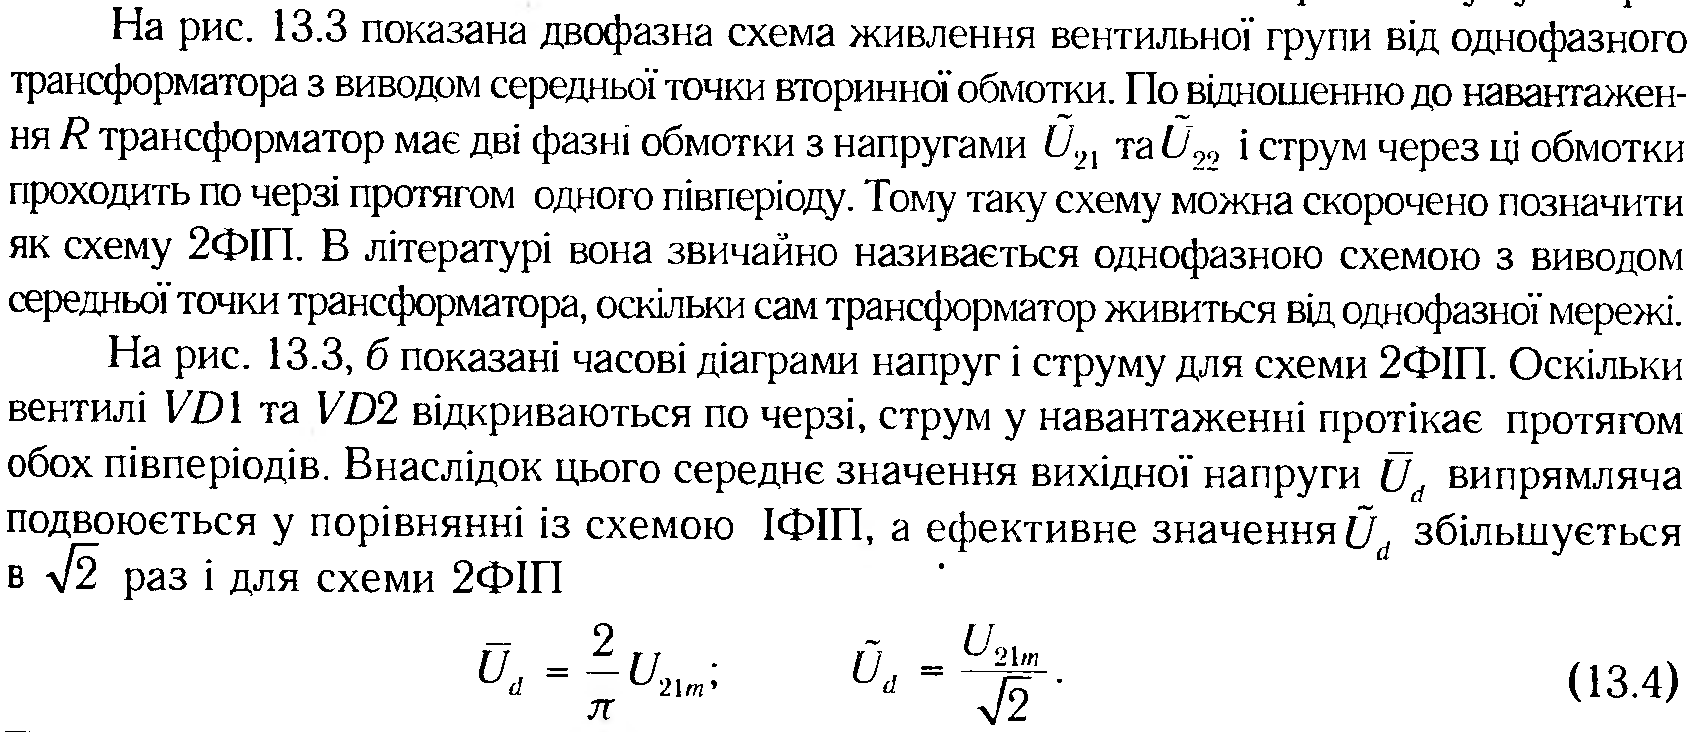 На рис. 13.3 показана двофазна схема живлення вентильної групи від однофазного
трансформатора з виводом середньої точки вторинної обмотки. По відношенню до навантажен-
ня R трансформатор має дві фазні обмотки з напругами Ũ₂₁ та Ũ₂₂ і струм через ці обмотки
проходить по черзі протягом одного півперіоду. Тому таку схему можна скорочено позначити
як схему 2ФІП. В літературі вона звичайно називається однофазною схемою з виводом
середньої точки трансформатора, оскільки сам трансформатор живиться від однофазної мережі.
На рис. 13.3, б показані часові діаграми напруг і струму для схеми 2ФІП. Оскільки
вентилі VD1 та VD2 відкриваються по черзі, струм у навантаженні протікає протягом
обох півперіодів. Внаслідок цього середнє значення вихідної напруги Ū_d випрямляча
подвоюється у порівнянні із схемою ІФІП, а ефективне значення Ũ_d збільшується
в √2 раз і для схеми 2ФІП
Ū_d = 2/π U_21m; Ũ_d = U_21m/√2. (13.4)